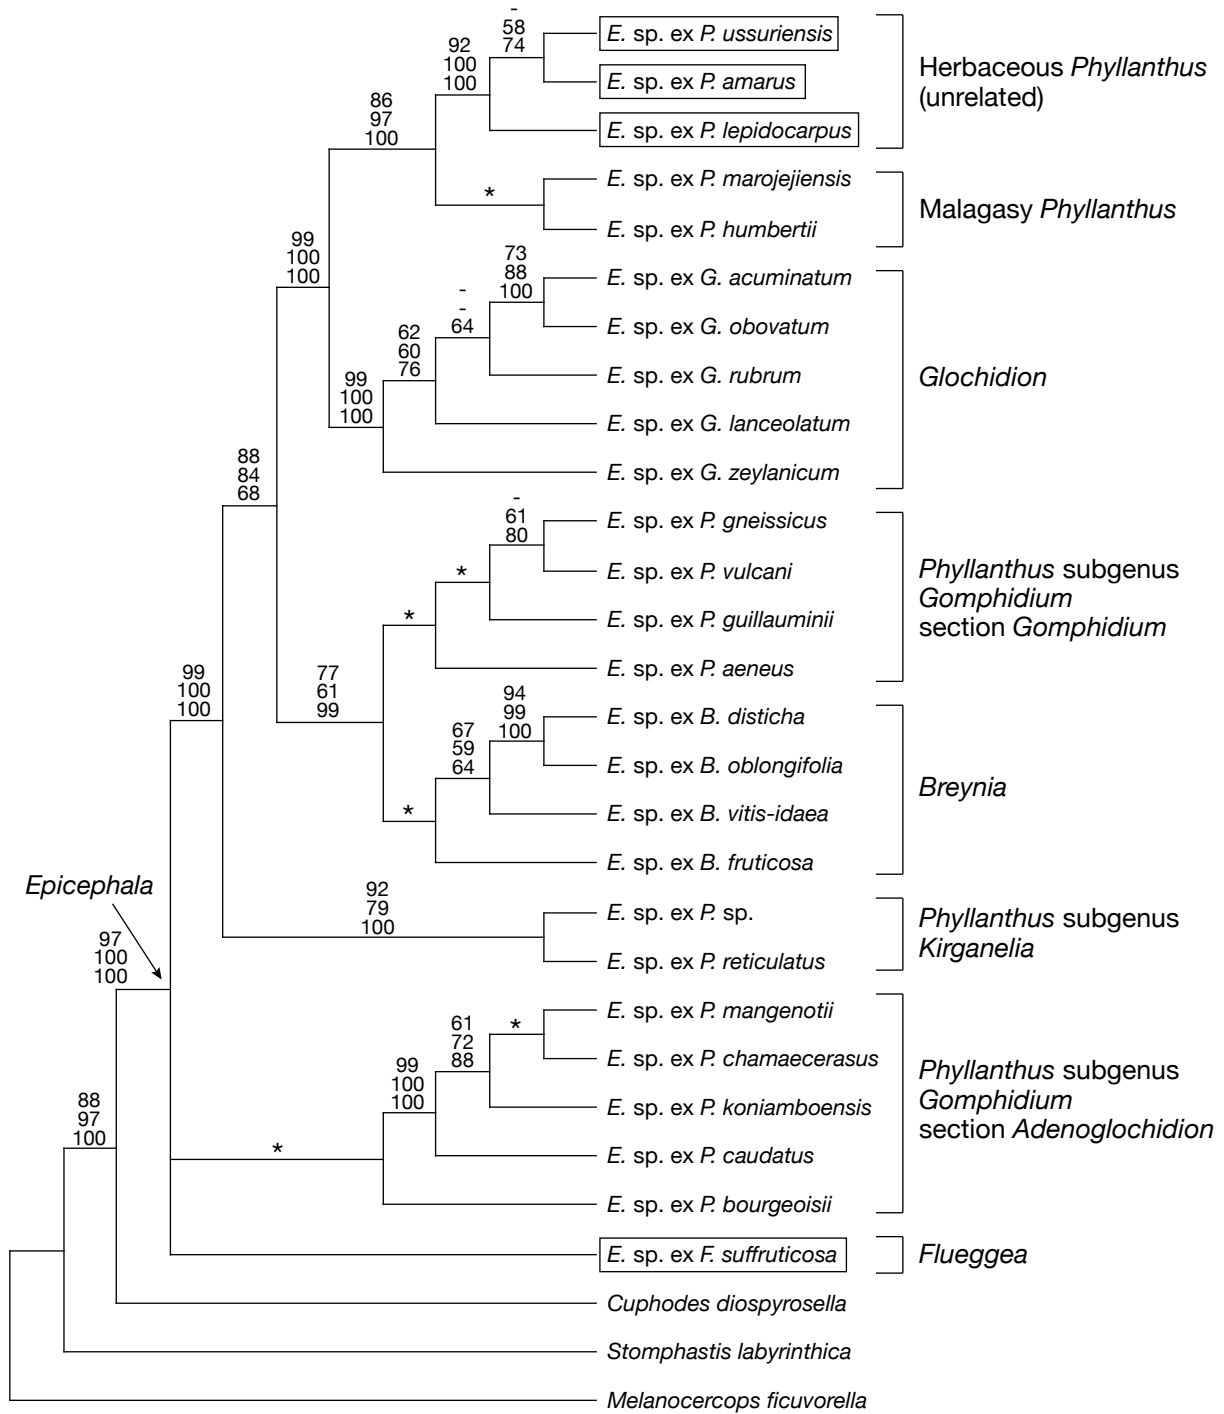 -
58
74
E. sp. ex P. ussuriensis
92
100
100
E. sp. ex P. amarus
Herbaceous Phyllanthus
(unrelated)
86
97
100
E. sp. ex P. lepidocarpus
*
E. sp. ex P. marojejiensis
E. sp. ex P. humbertii
Malagasy Phyllanthus
99
100
100
73
88
100
E. sp. ex G. acuminatum
-
-
64
E. sp. ex G. obovatum
62
60
76
E. sp. ex G. rubrum
Glochidion
99
100
100
E. sp. ex G. lanceolatum
E. sp. ex G. zeylanicum
88
84
68
-
61
80
E. sp. ex P. gneissicus
*
E. sp. ex P. vulcani
*
E. sp. ex P. guillauminii
E. sp. ex P. aeneus
Phyllanthus subgenus
Gomphidium
section Gomphidium
99
100
100
77
61
99
94
99
100
E. sp. ex B. disticha
67
59
64
E. sp. ex B. oblongifolia
*
E. sp. ex B. vitis-idaea
E. sp. ex B. fruticosa
Breynia
Epicephala
92
79
100
E. sp. ex P. sp.
E. sp. ex P. reticulatus
Phyllanthus subgenus
Kirganelia
97
100
100
*
E. sp. ex P. mangenotii
61
72
88
E. sp. ex P. chamaecerasus
99
100
100
E. sp. ex P. koniamboensis
*
E. sp. ex P. caudatus
E. sp. ex P. bourgeoisii
Phyllanthus subgenus
Gomphidium
section Adenoglochidion
88
97
100
E. sp. ex F. suffruticosa
Flueggea
Cuphodes diospyrosella
Stomphastis labyrinthica
Melanocercops ficuvorella